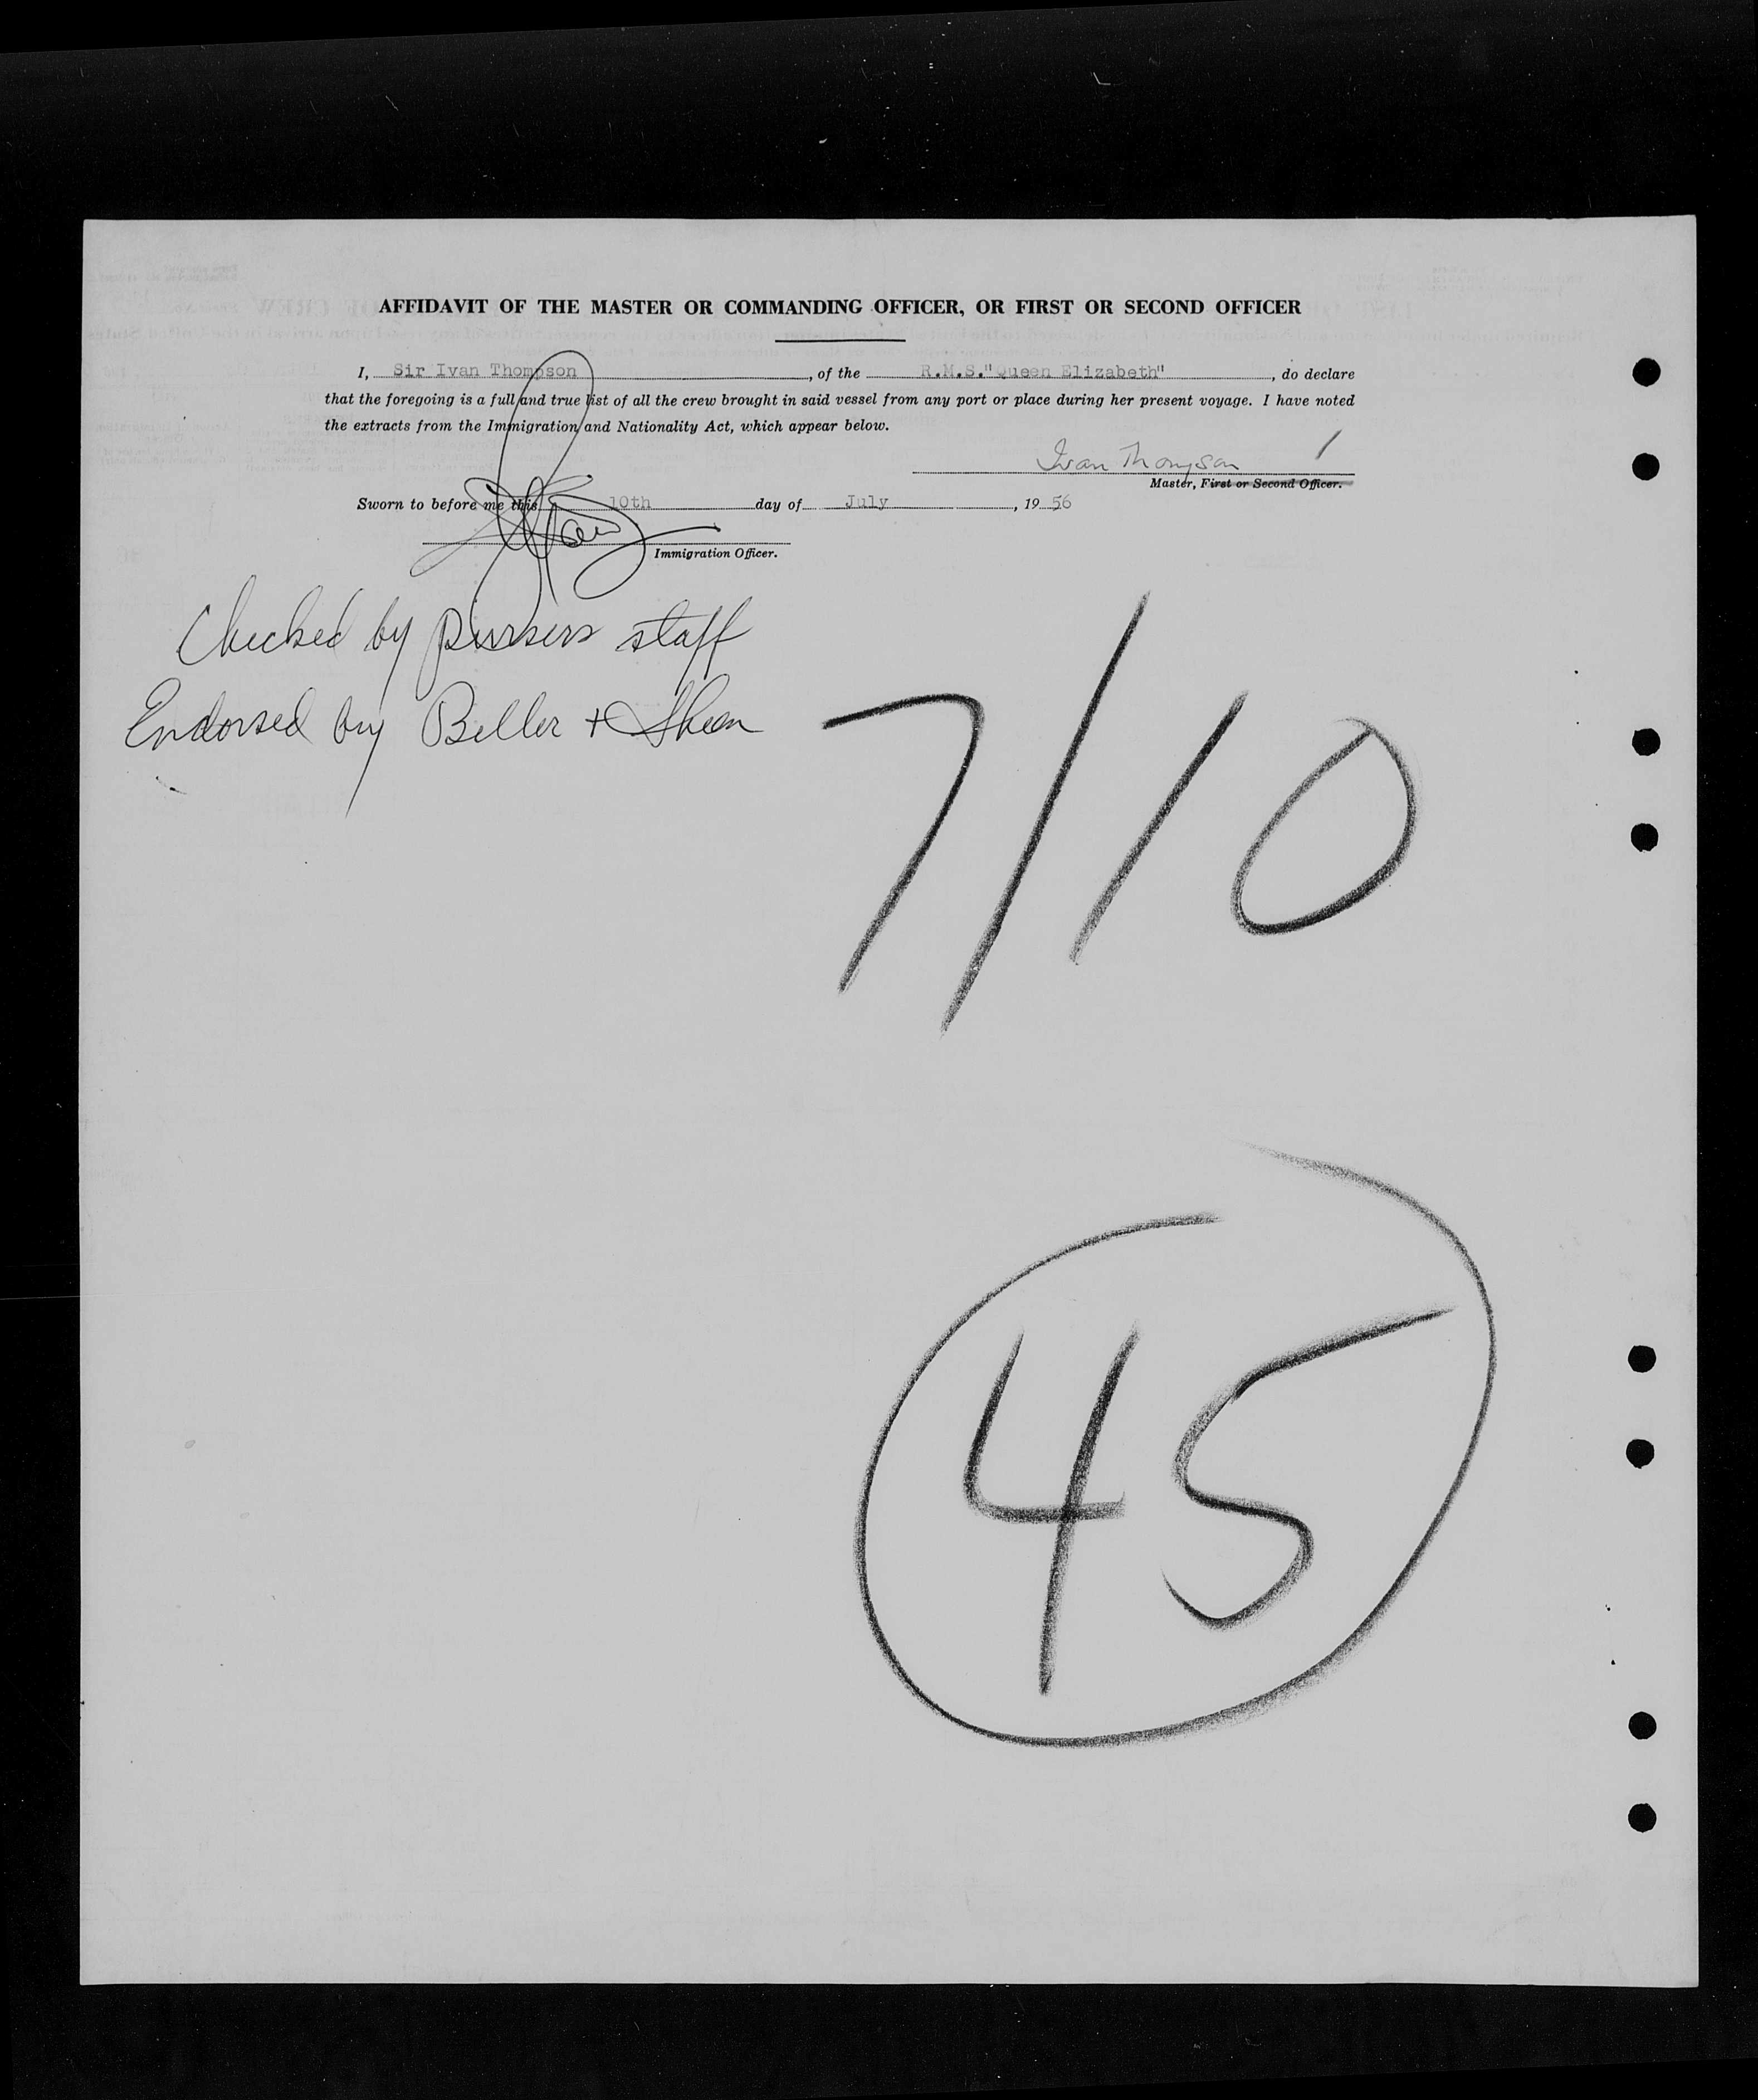 AFFIDAVIT OF THE MASTER OR COMMANDING OFFICER, OR FIRST OR SECOND OFFICER
I, Sir Ivan Thompson, of the R.M.S. "Queen Elizabeth", do declare
that the foregoing is a full and true list of all the crew brought in said vessel from any port or place during her present voyage. I have noted
the extracts from the Immigration and Nationality Act, which appear below.
Ivan Thompson
Master, First or Second Officer.
Sworn to before me this 10th day of July, 19 56
Immigration Officer.
Checked by pursers staff
Endorsed by Beller +
7/10
45